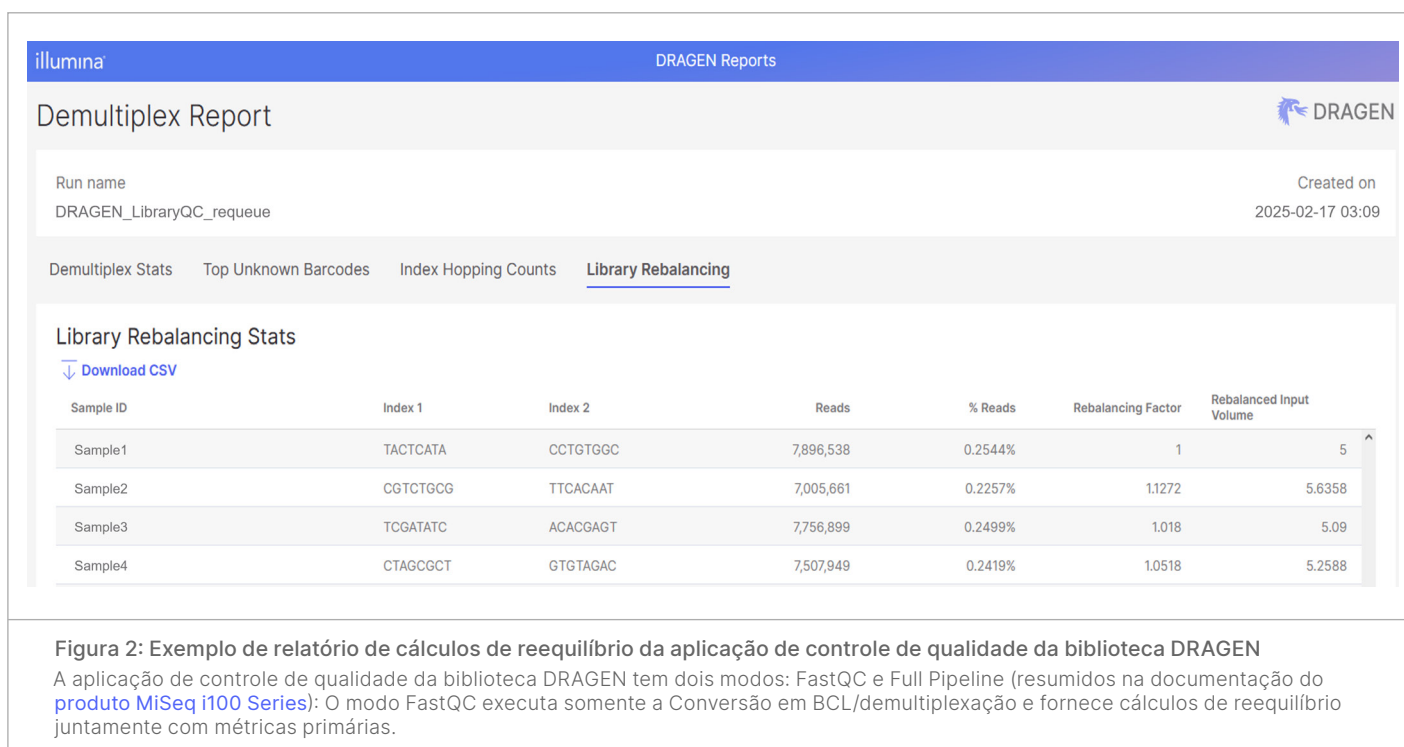 illumina®
DRAGEN Reports
Demultiplex Report
DRAGEN
Run name
Created on
DRAGEN_LibraryQC_requeue
2025-02-17 03:09
Demultiplex Stats Top Unknown Barcodes Index Hopping Counts Library Rebalancing
Library Rebalancing Stats
Download CSV
Sample ID Index 1 Index 2 Reads % Reads Rebalancing Factor Rebalanced Input
Volume
Sample1 TACTCATA CCTGTGGC 7,896,538 0.2544% 1 5
Sample2 CGTCTGCG TTCACAAT 7,005,661 0.2257% 1.1272 5.6358
Sample3 TCGATATC ACACGAGT 7,756,899 0.2499% 1.018 5.09
Sample4 CTAGCGCT GTGTAGAC 7,507,949 0.2419% 1.0518 5.2588
Figura 2: Exemplo de relatório de cálculos de reequilíbrio da aplicação de controle de qualidade da biblioteca DRAGEN
A aplicação de controle de qualidade da biblioteca DRAGEN tem dois modos: FastQC e Full Pipeline (resumidos na documentação do
produto MiSeq i100 Series): O modo FastQC executa somente a Conversão em BCL/demultiplexação e fornece cálculos de reequilíbrio
juntamente com métricas primárias.